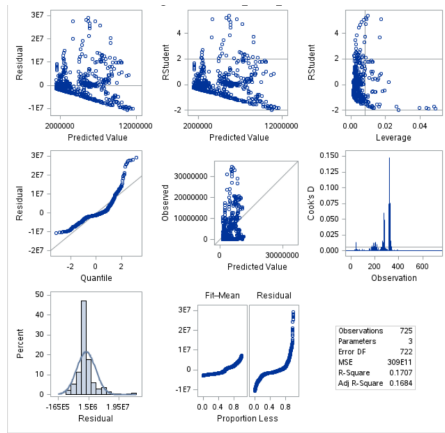 3E7
2E7
1E7
0
-1E7
Residual
2000000
12000000
Predicted Value
4
2
0
-2
RStudent
2000000
12000000
Predicted Value
4
2
0
-2
RStudent
0.00
0.02
0.04
Leverage
3E7
2E7
1E7
0
-1E7
-2E7
Residual
-2
0
2
Quantile
30000000
20000000
10000000
0
Observed
0
30000000
Predicted Value
0.150
0.125
0.100
0.075
0.050
0.025
0.000
Cook's D
0
200
400
600
Observation
50
40
30
20
10
0
Percent
-165E5
1.5E6
1.95E7
Residual
Fit–Mean
Residual
3E7
2E7
1E7
0
-1E7
0.0 0.4 0.8
0.0 0.4 0.8
Proportion Less
Observations 725
Parameters 3
Error DF 722
MSE 309E11
R-Square 0.1707
Adj R-Square 0.1684